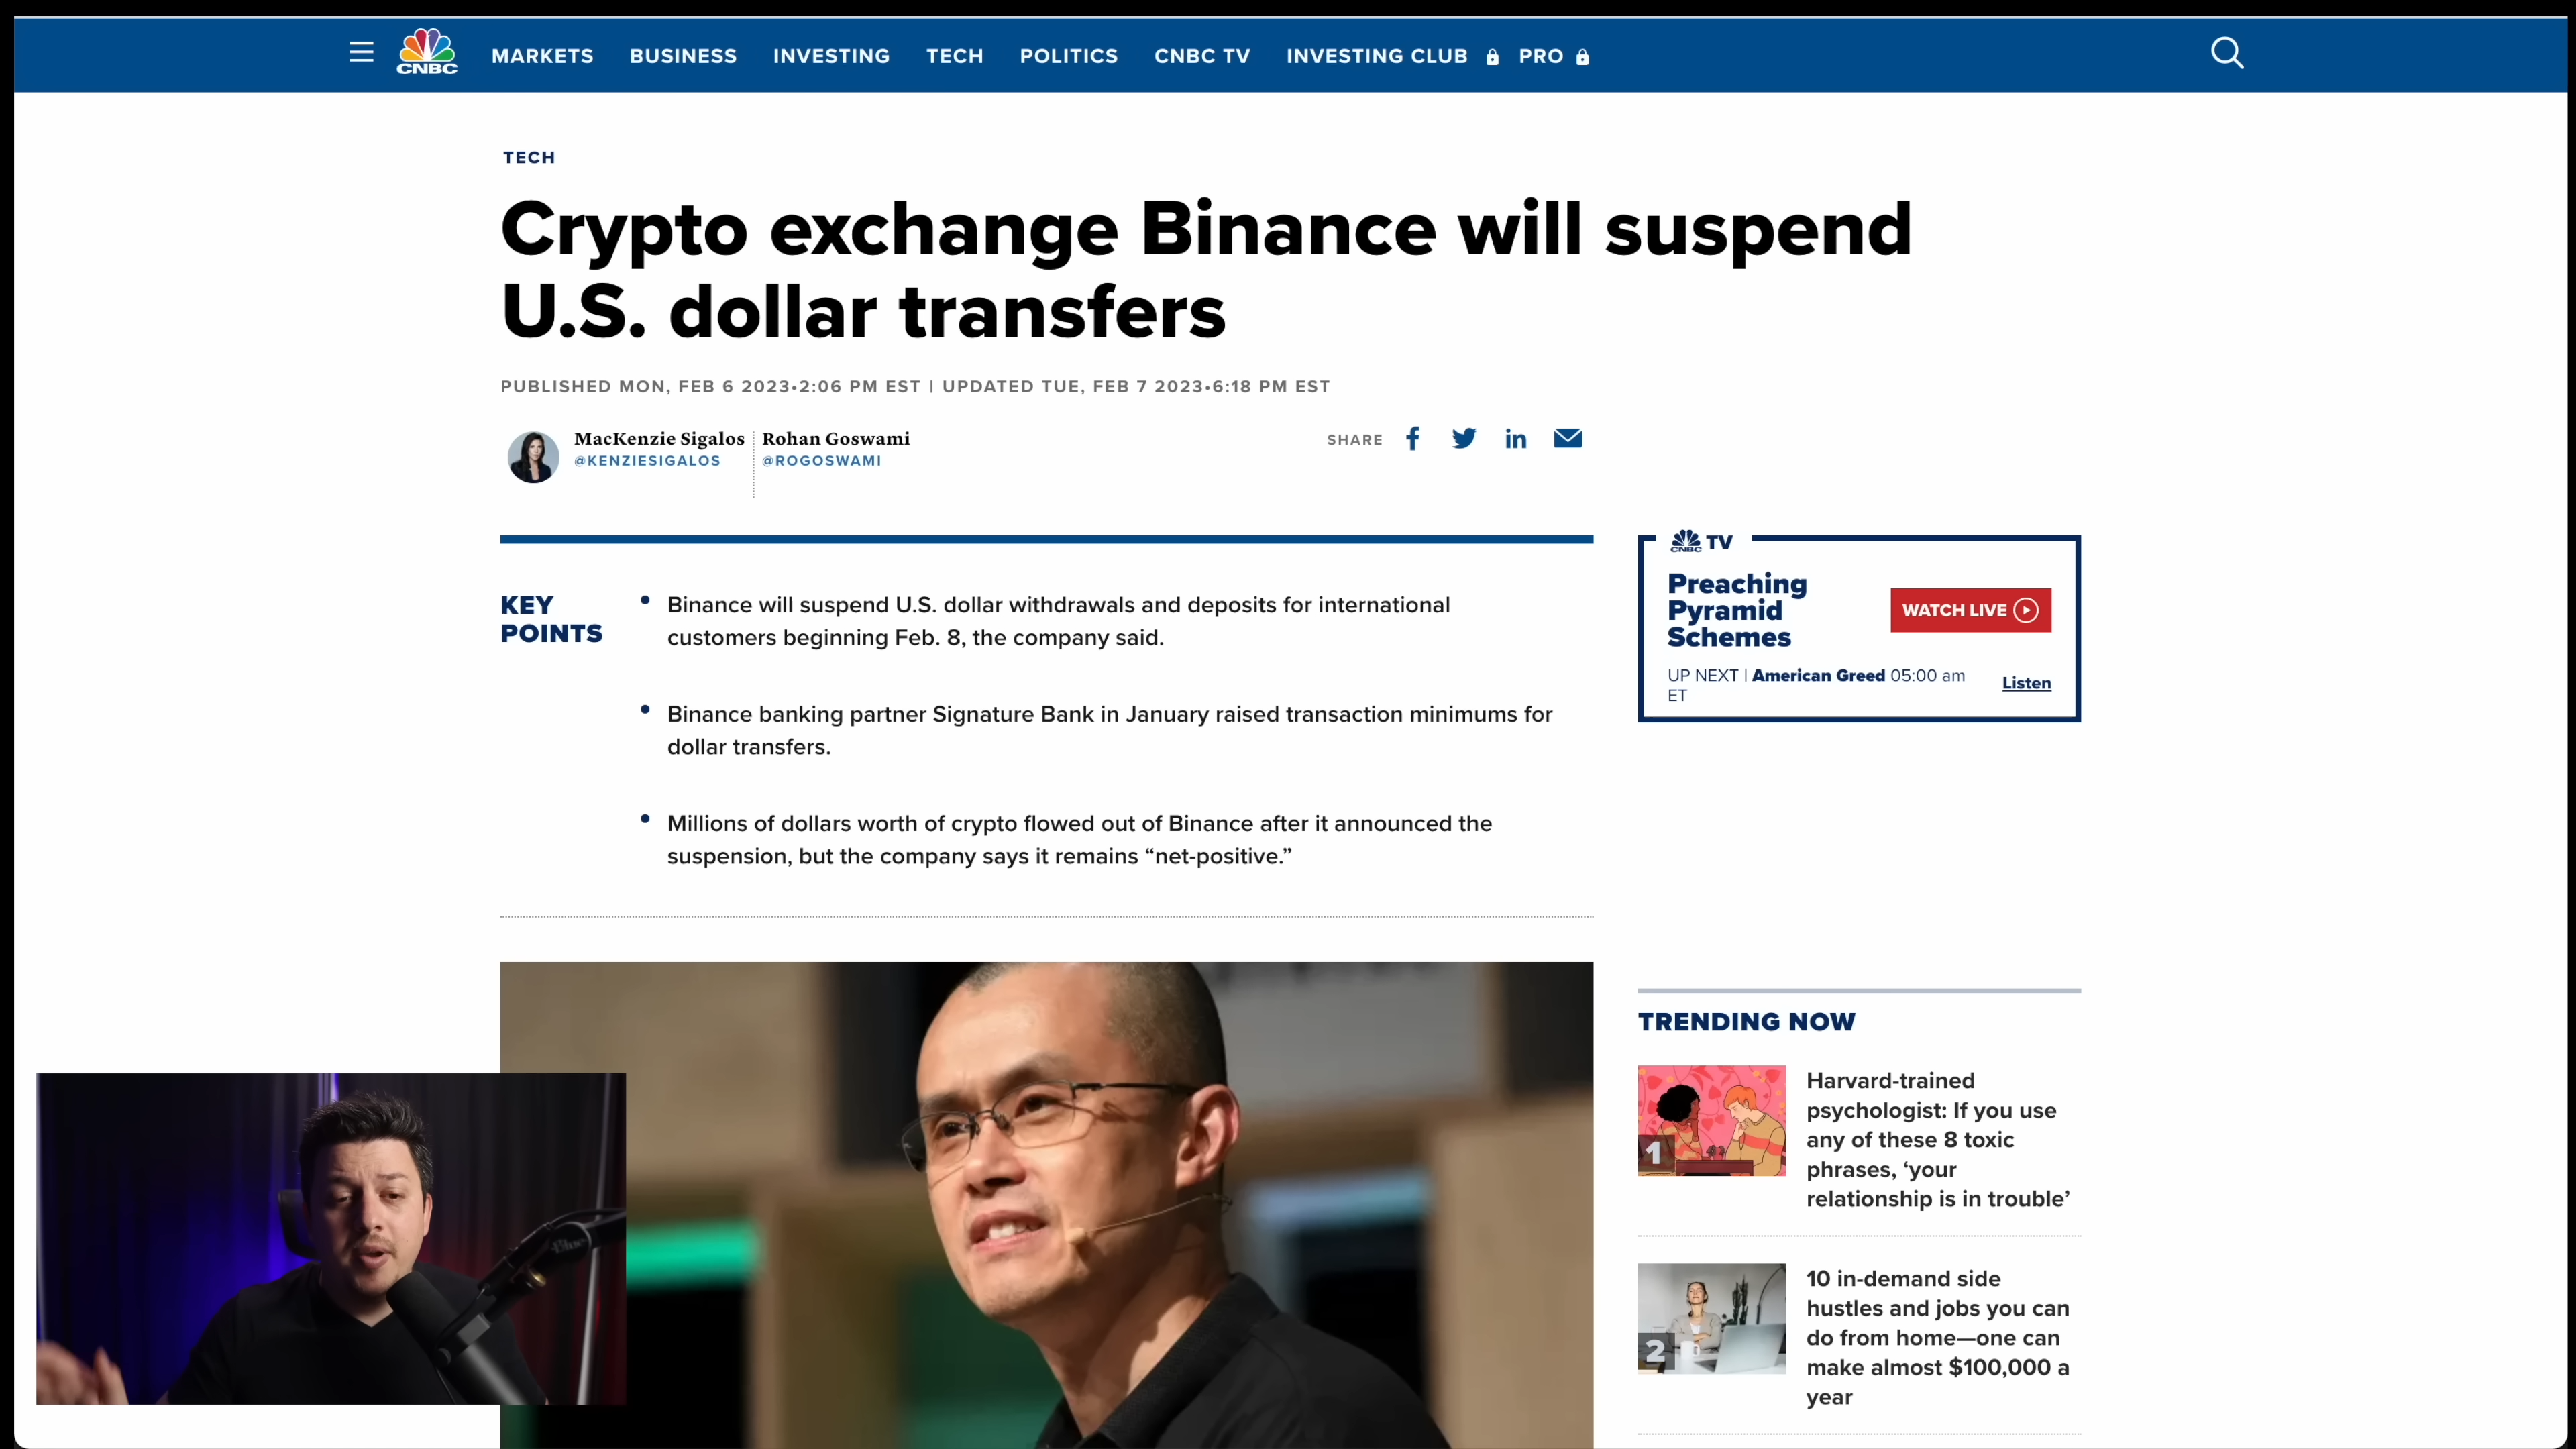 CNBC
MARKETS
BUSINESS
INVESTING
TECH
POLITICS
CNBC TV
INVESTING CLUB
PRO
TECH
Crypto exchange Binance will suspend
U.S. dollar transfers
PUBLISHED MON, FEB 6 2023•2:06 PM EST | UPDATED TUE, FEB 7 2023•6:18 PM EST
MacKenzie Sigalos
@KENZIESIGALOS
Rohan Goswami
@ROGOSWAMI
SHARE
KEY
POINTS
• Binance will suspend U.S. dollar withdrawals and deposits for international
customers beginning Feb. 8, the company said.
• Binance banking partner Signature Bank in January raised transaction minimums for
dollar transfers.
• Millions of dollars worth of crypto flowed out of Binance after it announced the
suspension, but the company says it remains “net-positive.”
CNBC TV
Preaching
Pyramid
Schemes
WATCH LIVE
UP NEXT | American Greed 05:00 am
ET
Listen
TRENDING NOW
1
Harvard-trained
psychologist: If you use
any of these 8 toxic
phrases, ‘your
relationship is in trouble’
2
10 in-demand side
hustles and jobs you can
do from home—one can
make almost $100,000 a
year
Blue